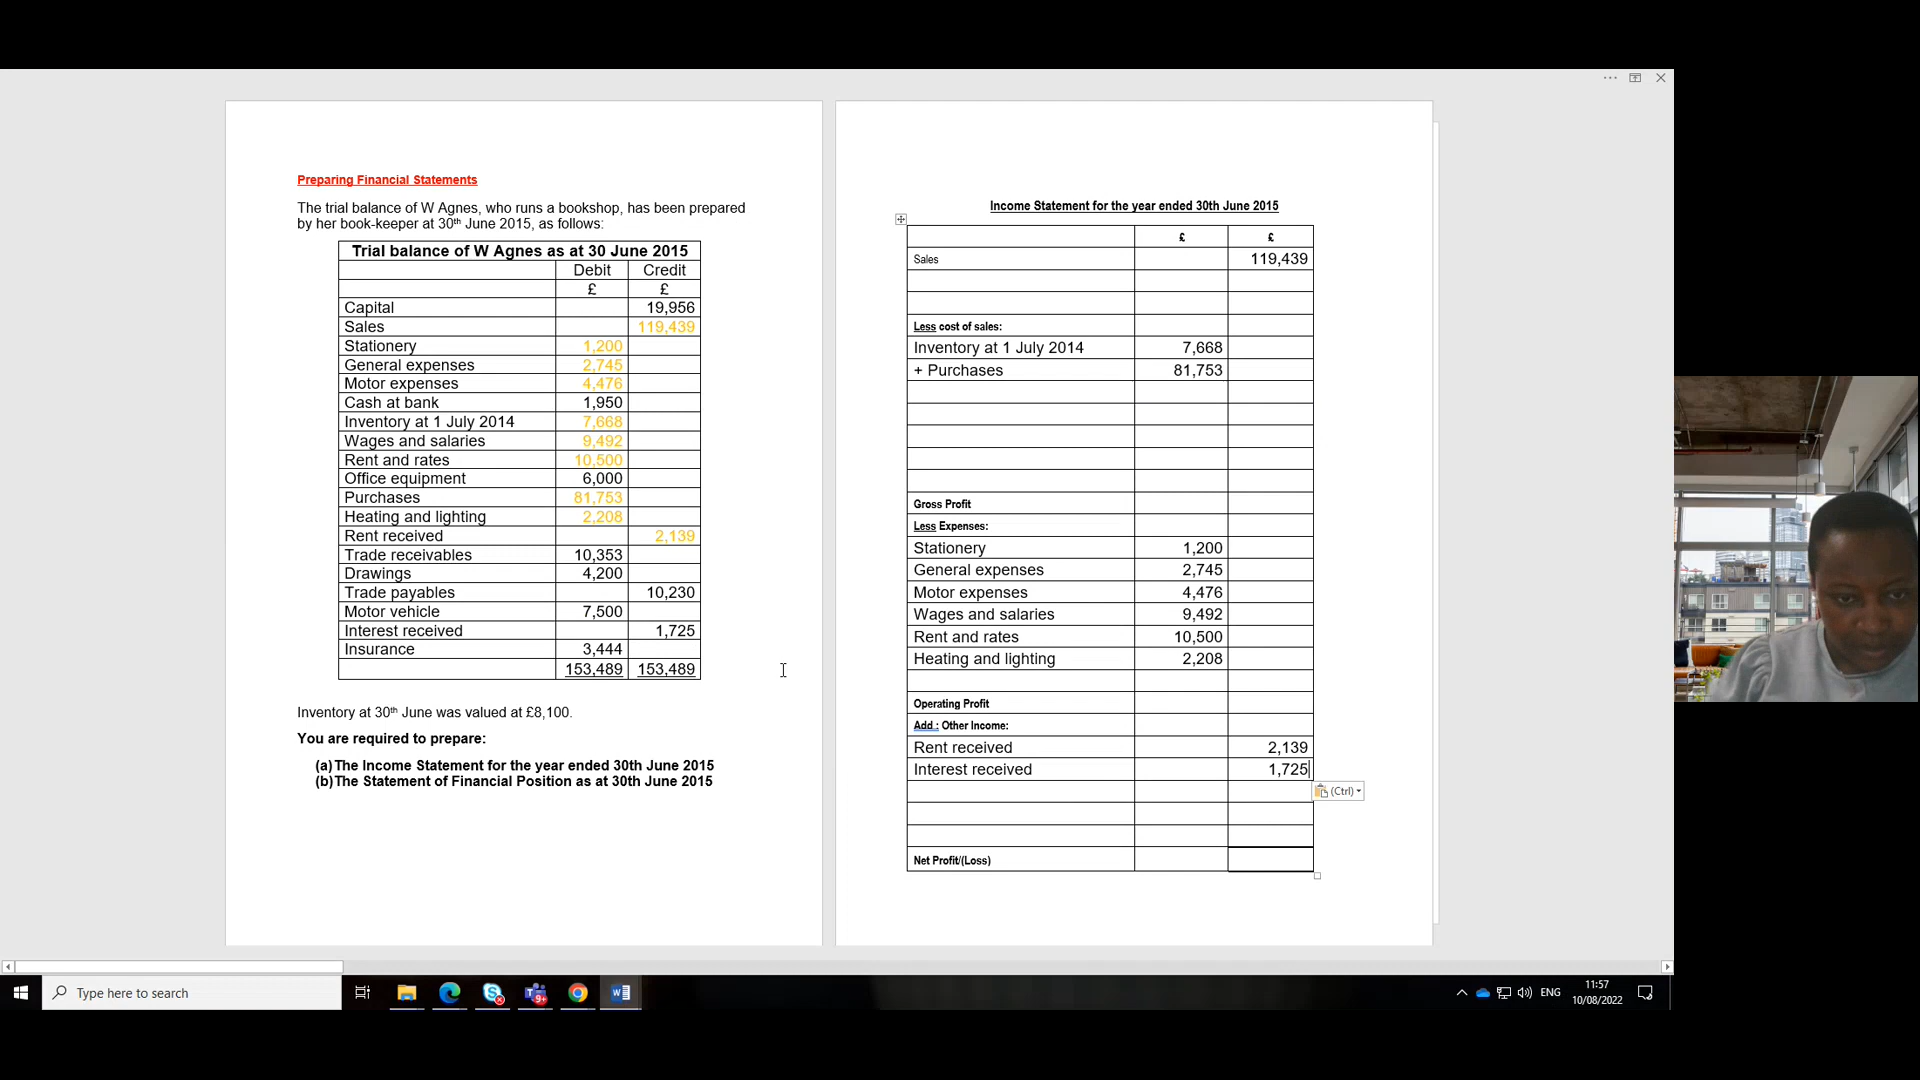 Preparing Financial Statements
The trial balance of W Agnes, who runs a bookshop, has been prepared
by her book-keeper at 30th June 2015, as follows:
Trial balance of W Agnes as at 30 June 2015
Debit Credit
£ £
Capital 19,956
Sales 119,439
Stationery 1,200
General expenses 2,745
Motor expenses 4,476
Cash at bank 1,950
Inventory at 1 July 2014 7,668
Wages and salaries 9,492
Rent and rates 10,500
Office equipment 6,000
Purchases 81,753
Heating and lighting 2,208
Rent received 2,139
Trade receivables 10,353
Drawings 4,200
Trade payables 10,230
Motor vehicle 7,500
Interest received 1,725
Insurance 3,444
153,489 153,489
Inventory at 30th June was valued at £8,100.
You are required to prepare:
(a)The Income Statement for the year ended 30th June 2015
(b)The Statement of Financial Position as at 30th June 2015
Income Statement for the year ended 30th June 2015
£ £
Sales 119,439
Less cost of sales:
Inventory at 1 July 2014 7,668
+ Purchases 81,753
Gross Profit
Less Expenses:
Stationery 1,200
General expenses 2,745
Motor expenses 4,476
Wages and salaries 9,492
Rent and rates 10,500
Heating and lighting 2,208
Operating Profit
Add : Other Income:
Rent received 2,139
Interest received 1,725
(Ctrl)
Net Profit/(Loss)
Type here to search
9+
W
ENG
11:57
10/08/2022